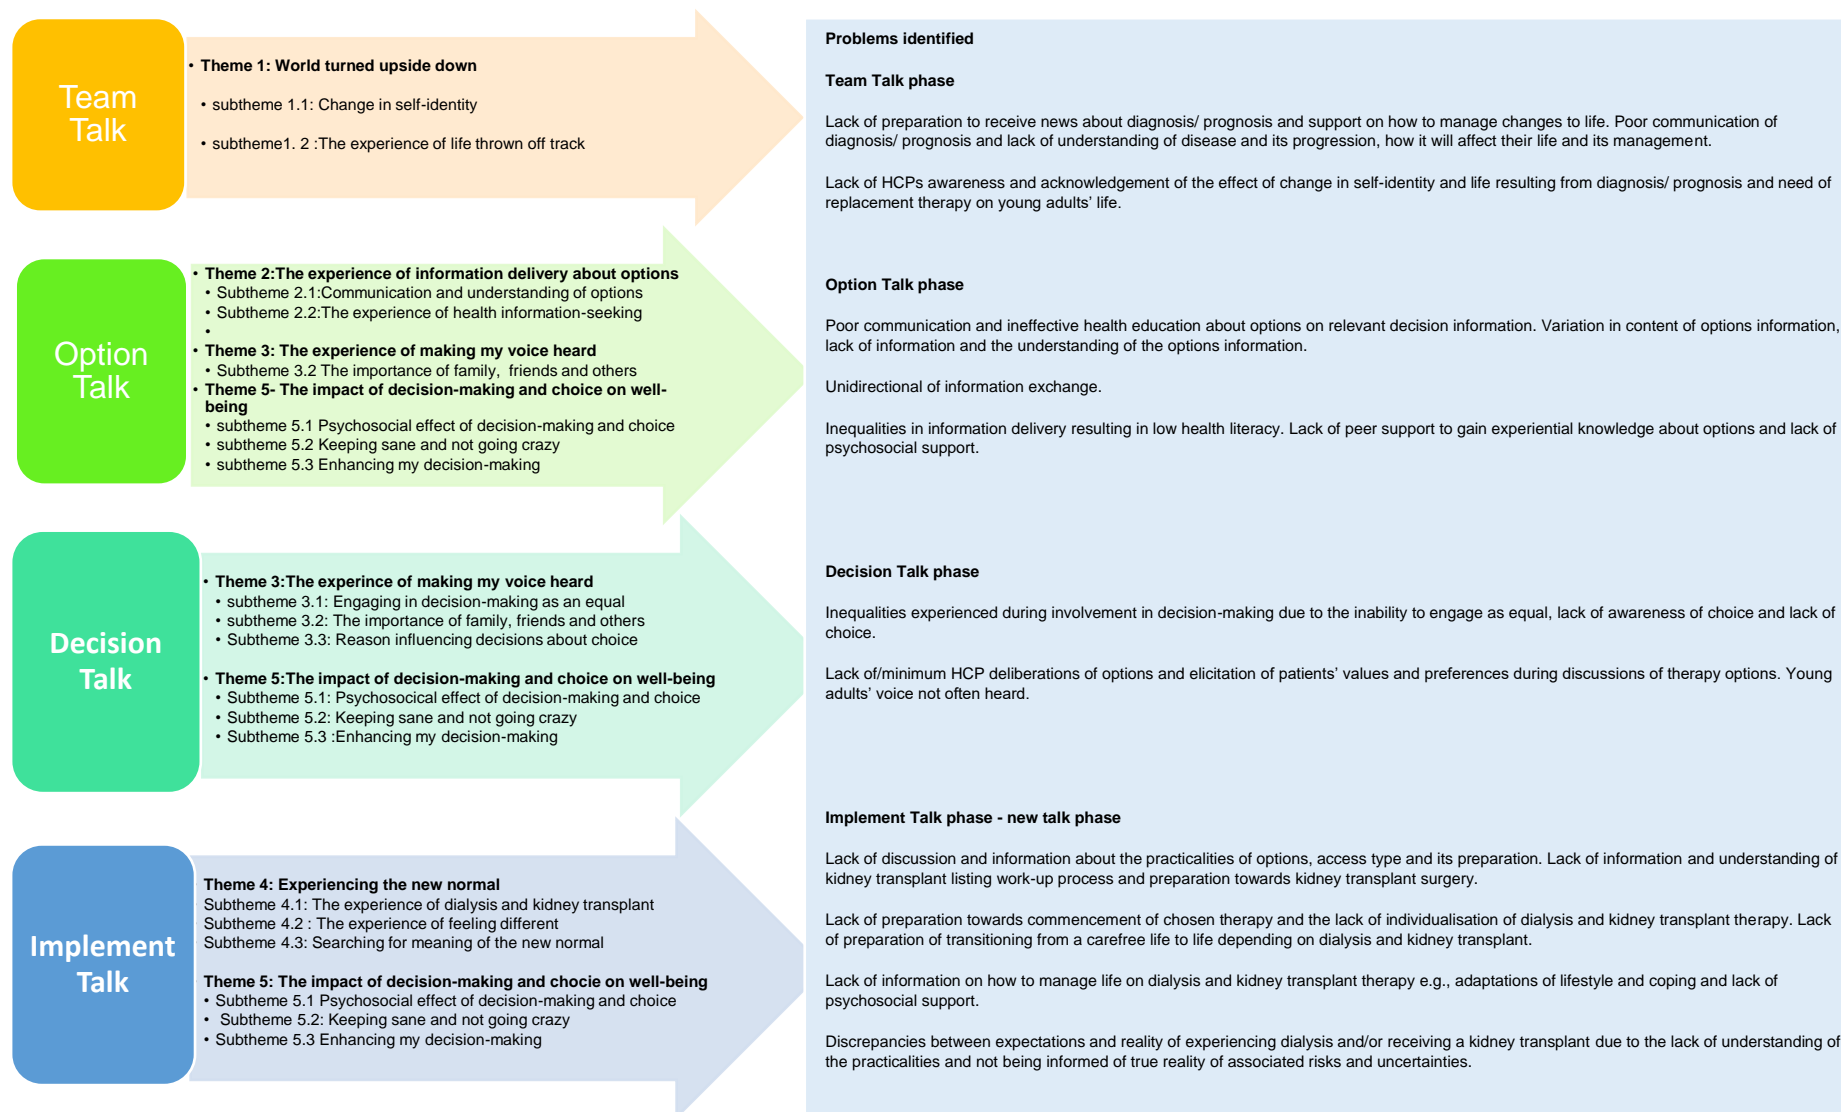 Team
Talk
• Theme 1: World turned upside down
• subtheme 1.1: Change in self-identity
• subtheme1. 2 :The experience of life thrown off track
Option
Talk
• Theme 2:The experience of information delivery about options
• Subtheme 2.1:Communication and understanding of options
• Subtheme 2.2:The experience of health information-seeking
•
• Theme 3: The experience of making my voice heard
• Subtheme 3.2 The importance of family, friends and others
• Theme 5- The impact of decision-making and choice on well-
being
• subtheme 5.1 Psychosocial effect of decision-making and choice
• subtheme 5.2 Keeping sane and not going crazy
• subtheme 5.3 Enhancing my decision-making
Decision
Talk
• Theme 3:The experince of making my voice heard
• subtheme 3.1: Engaging in decision-making as an equal
• subtheme 3.2: The importance of family, friends and others
• Subtheme 3.3: Reason influencing decisions about choice
• Theme 5:The impact of decision-making and choice on well-being
• Subtheme 5.1: Psychosocical effect of decision-making and choice
• Subtheme 5.2: Keeping sane and not going crazy
• Subtheme 5.3 :Enhancing my decision-making
Implement
Talk
Theme 4: Experiencing the new normal
Subtheme 4.1: The experience of dialysis and kidney transplant
Subtheme 4.2 : The experience of feeling different
Subtheme 4.3: Searching for meaning of the new normal
Theme 5: The impact of decision-making and chocie on well-being
• Subtheme 5.1 Psychosocial effect of decision-making and choice
• Subtheme 5.2: Keeping sane and not going crazy
• Subtheme 5.3 Enhancing my decision-making
Problems identified
Team Talk phase
Lack of preparation to receive news about diagnosis/ prognosis and support on how to manage changes to life. Poor communication of
diagnosis/ prognosis and lack of understanding of disease and its progression, how it will affect their life and its management.
Lack of HCPs awareness and acknowledgement of the effect of change in self-identity and life resulting from diagnosis/ prognosis and need of
replacement therapy on young adults' life.
Option Talk phase
Poor communication and ineffective health education about options on relevant decision information. Variation in content of options information,
lack of information and the understanding of the options information.
Unidirectional of information exchange.
Inequalities in information delivery resulting in low health literacy. Lack of peer support to gain experiential knowledge about options and lack of
psychosocial support.
Decision Talk phase
Inequalities experienced during involvement in decision-making due to the inability to engage as equal, lack of awareness of choice and lack of
choice.
Lack of/minimum HCP deliberations of options and elicitation of patients' values and preferences during discussions of therapy options. Young
adults' voice not often heard.
Implement Talk phase - new talk phase
Lack of discussion and information about the practicalities of options, access type and its preparation. Lack of information and understanding of
kidney transplant listing work-up process and preparation towards kidney transplant surgery.
Lack of preparation towards commencement of chosen therapy and the lack of individualisation of dialysis and kidney transplant therapy. Lack
of preparation of transitioning from a carefree life to life depending on dialysis and kidney transplant.
Lack of information on how to manage life on dialysis and kidney transplant therapy e.g., adaptations of lifestyle and coping and lack of
psychosocial support.
Discrepancies between expectations and reality of experiencing dialysis and/or receiving a kidney transplant due to the lack of understanding of
the practicalities and not being informed of true reality of associated risks and uncertainties.